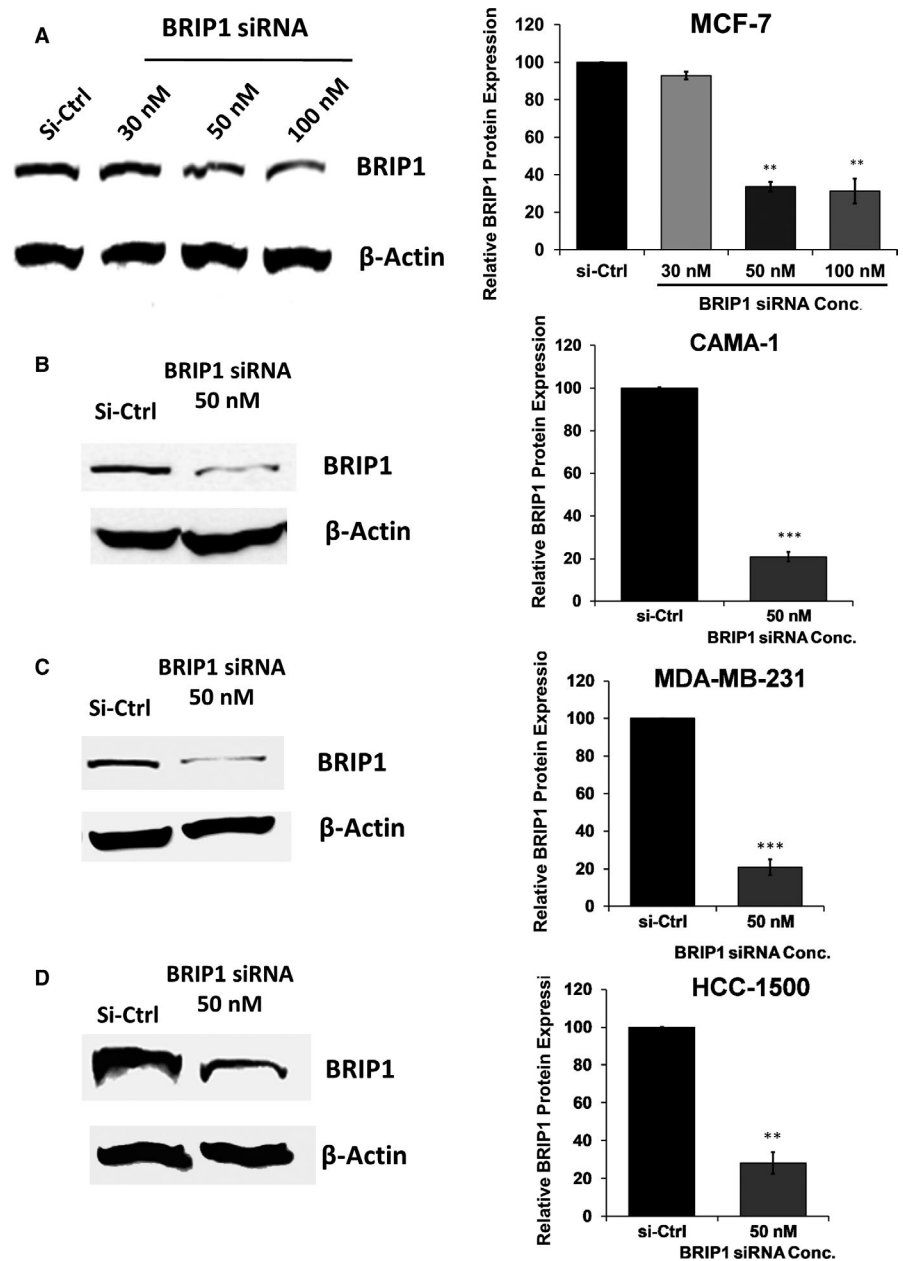 A
BRIP1 siRNA
Si-Ctrl
30 nM
50 nM
100 nM
BRIP1
β-Actin
MCF-7
Relative BRIP1 Protein Expression
120
100
80
60
40
20
0
**
**
si-Ctrl
30 nM
50 nM
100 nM
BRIP1 siRNA Conc.
B
Si-Ctrl
BRIP1 siRNA
50 nM
BRIP1
β-Actin
CAMA-1
Relative BRIP1 Protein Expression
120
100
80
60
40
20
0
***
si-Ctrl
50 nM
BRIP1 siRNA Conc.
C
Si-Ctrl
BRIP1 siRNA
50 nM
BRIP1
β-Actin
MDA-MB-231
Relative BRIP1 Protein Expressio
120
100
80
60
40
20
0
***
si-Ctrl
50 nM
BRIP1 siRNA Conc.
D
Si-Ctrl
BRIP1 siRNA
50 nM
BRIP1
β-Actin
HCC-1500
Relative BRIP1 Protein Expressi
120
100
80
60
40
20
0
**
si-Ctrl
50 nM
BRIP1 siRNA Conc.